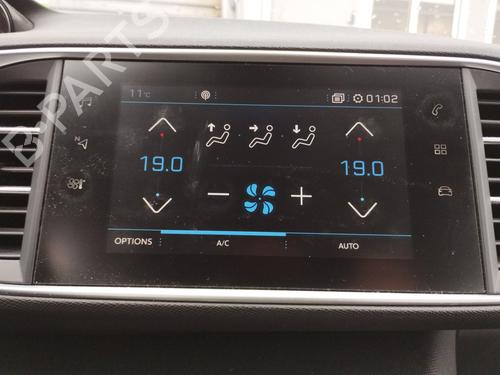 B-PARTS
11°C
01:02
N
19.0
19.0
OPTIONS
A/C
AUTO